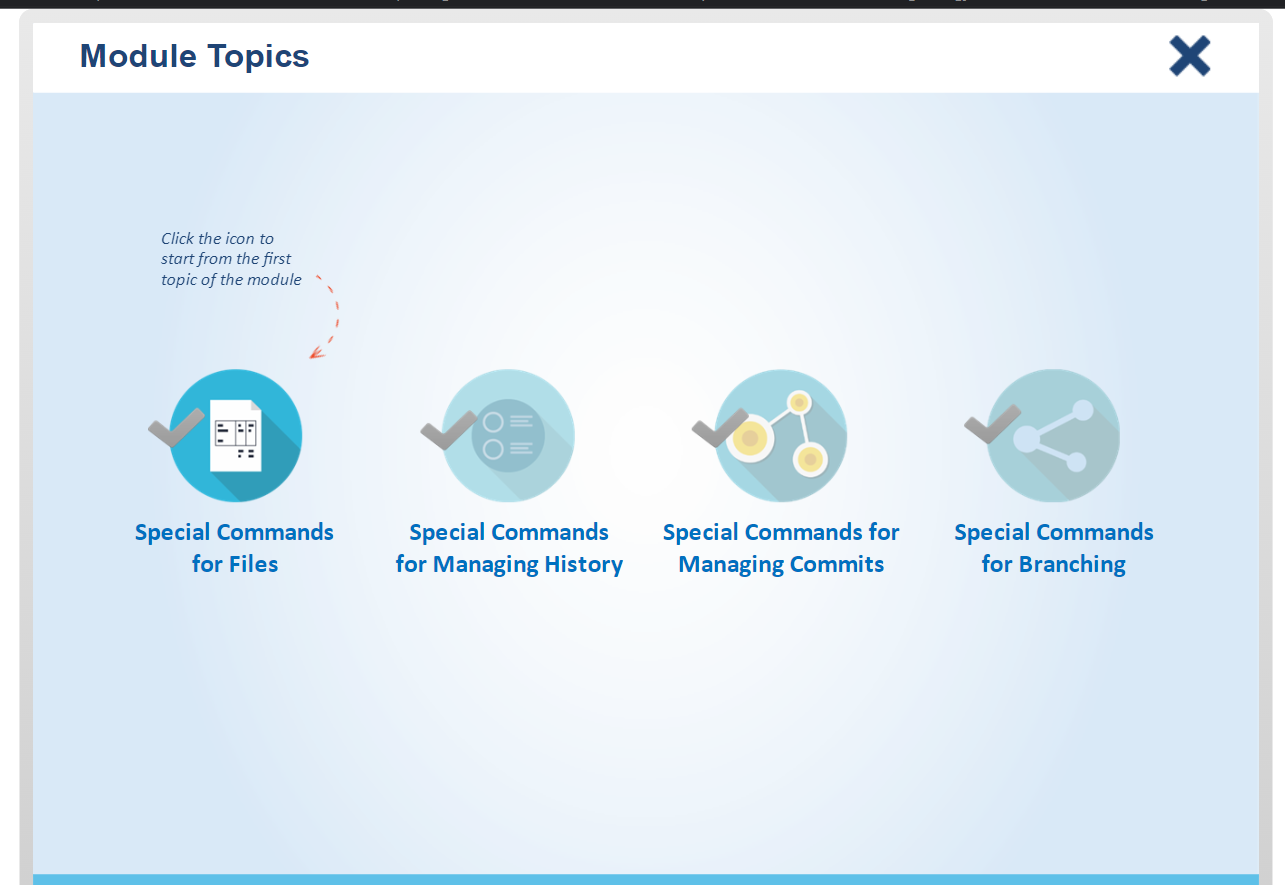 Module Topics
Click the icon to
start from the first
topic of the module
Special Commands
for Files
Special Commands
for Managing History
Special Commands for
Managing Commits
Special Commands
for Branching